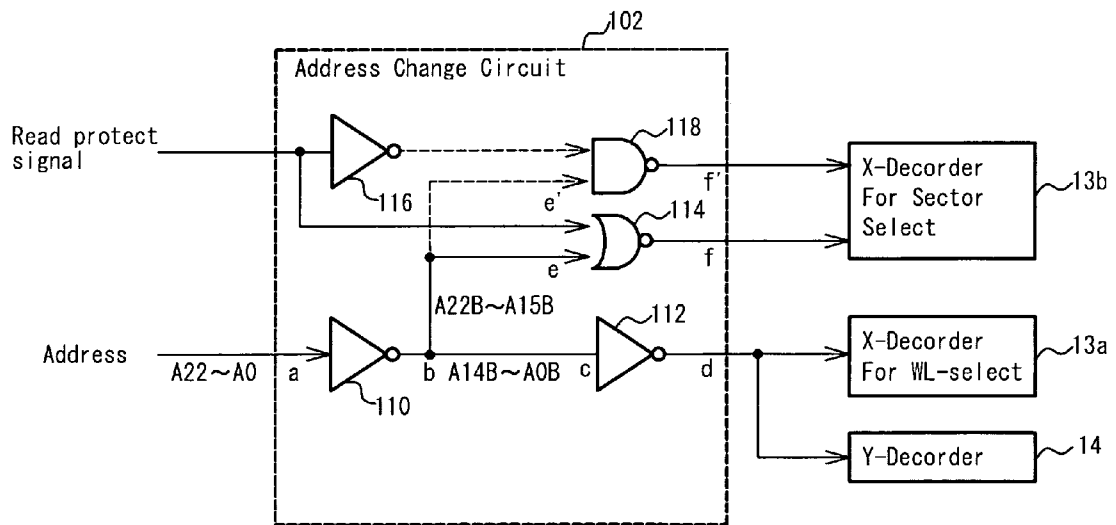 102
Address Change Circuit
Read protect
signal
118
116
e'
f'
114
X-Decorder
For Sector
Select
13b
e
f
A22B～A15B
112
Address
A22～A0
a
b
A14B～A0B
c
d
110
X-Decorder
For WL-select
13a
Y-Decorder
14